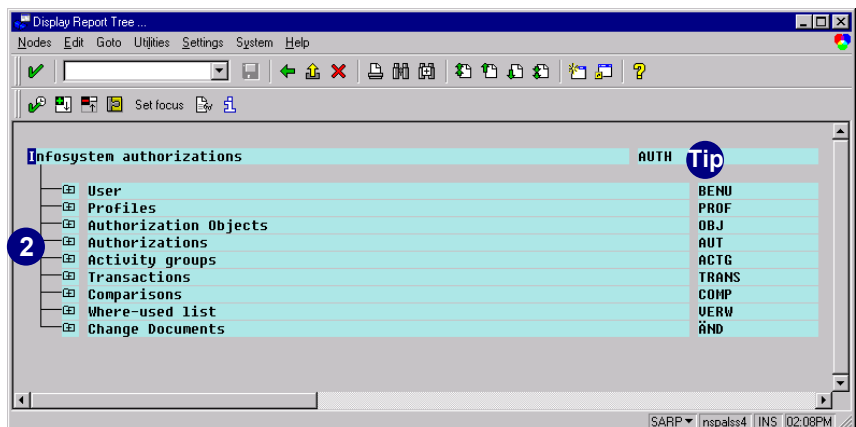 Display Report Tree ...
Nodes Edit Goto Utilities Settings System Help
Set focus
Infosystem authorizations AUTH Tip
User BENU
Profiles PROF
Authorization Objects OBJ
2 Authorizations AUT
Activity groups ACTG
Transactions TRANS
Comparisons COMP
Where-used list VERW
Change Documents ÄND
SARP nspalss4 INS 02:08PM